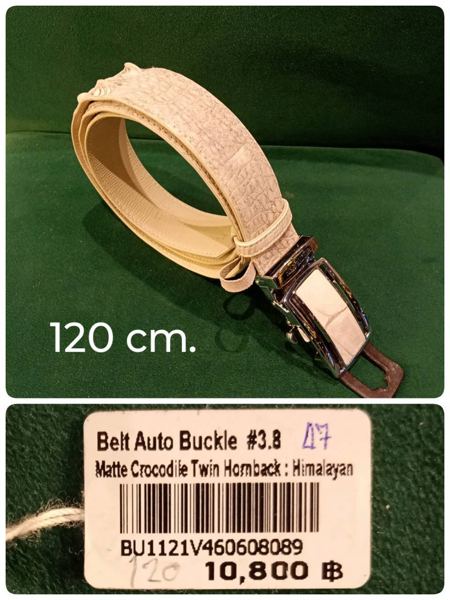 120 cm.
Belt Auto Buckle #3.8 47
Matte Crocodile Twin Hornback : Himalayan
BU1121V460608089
120 10,800 ฿